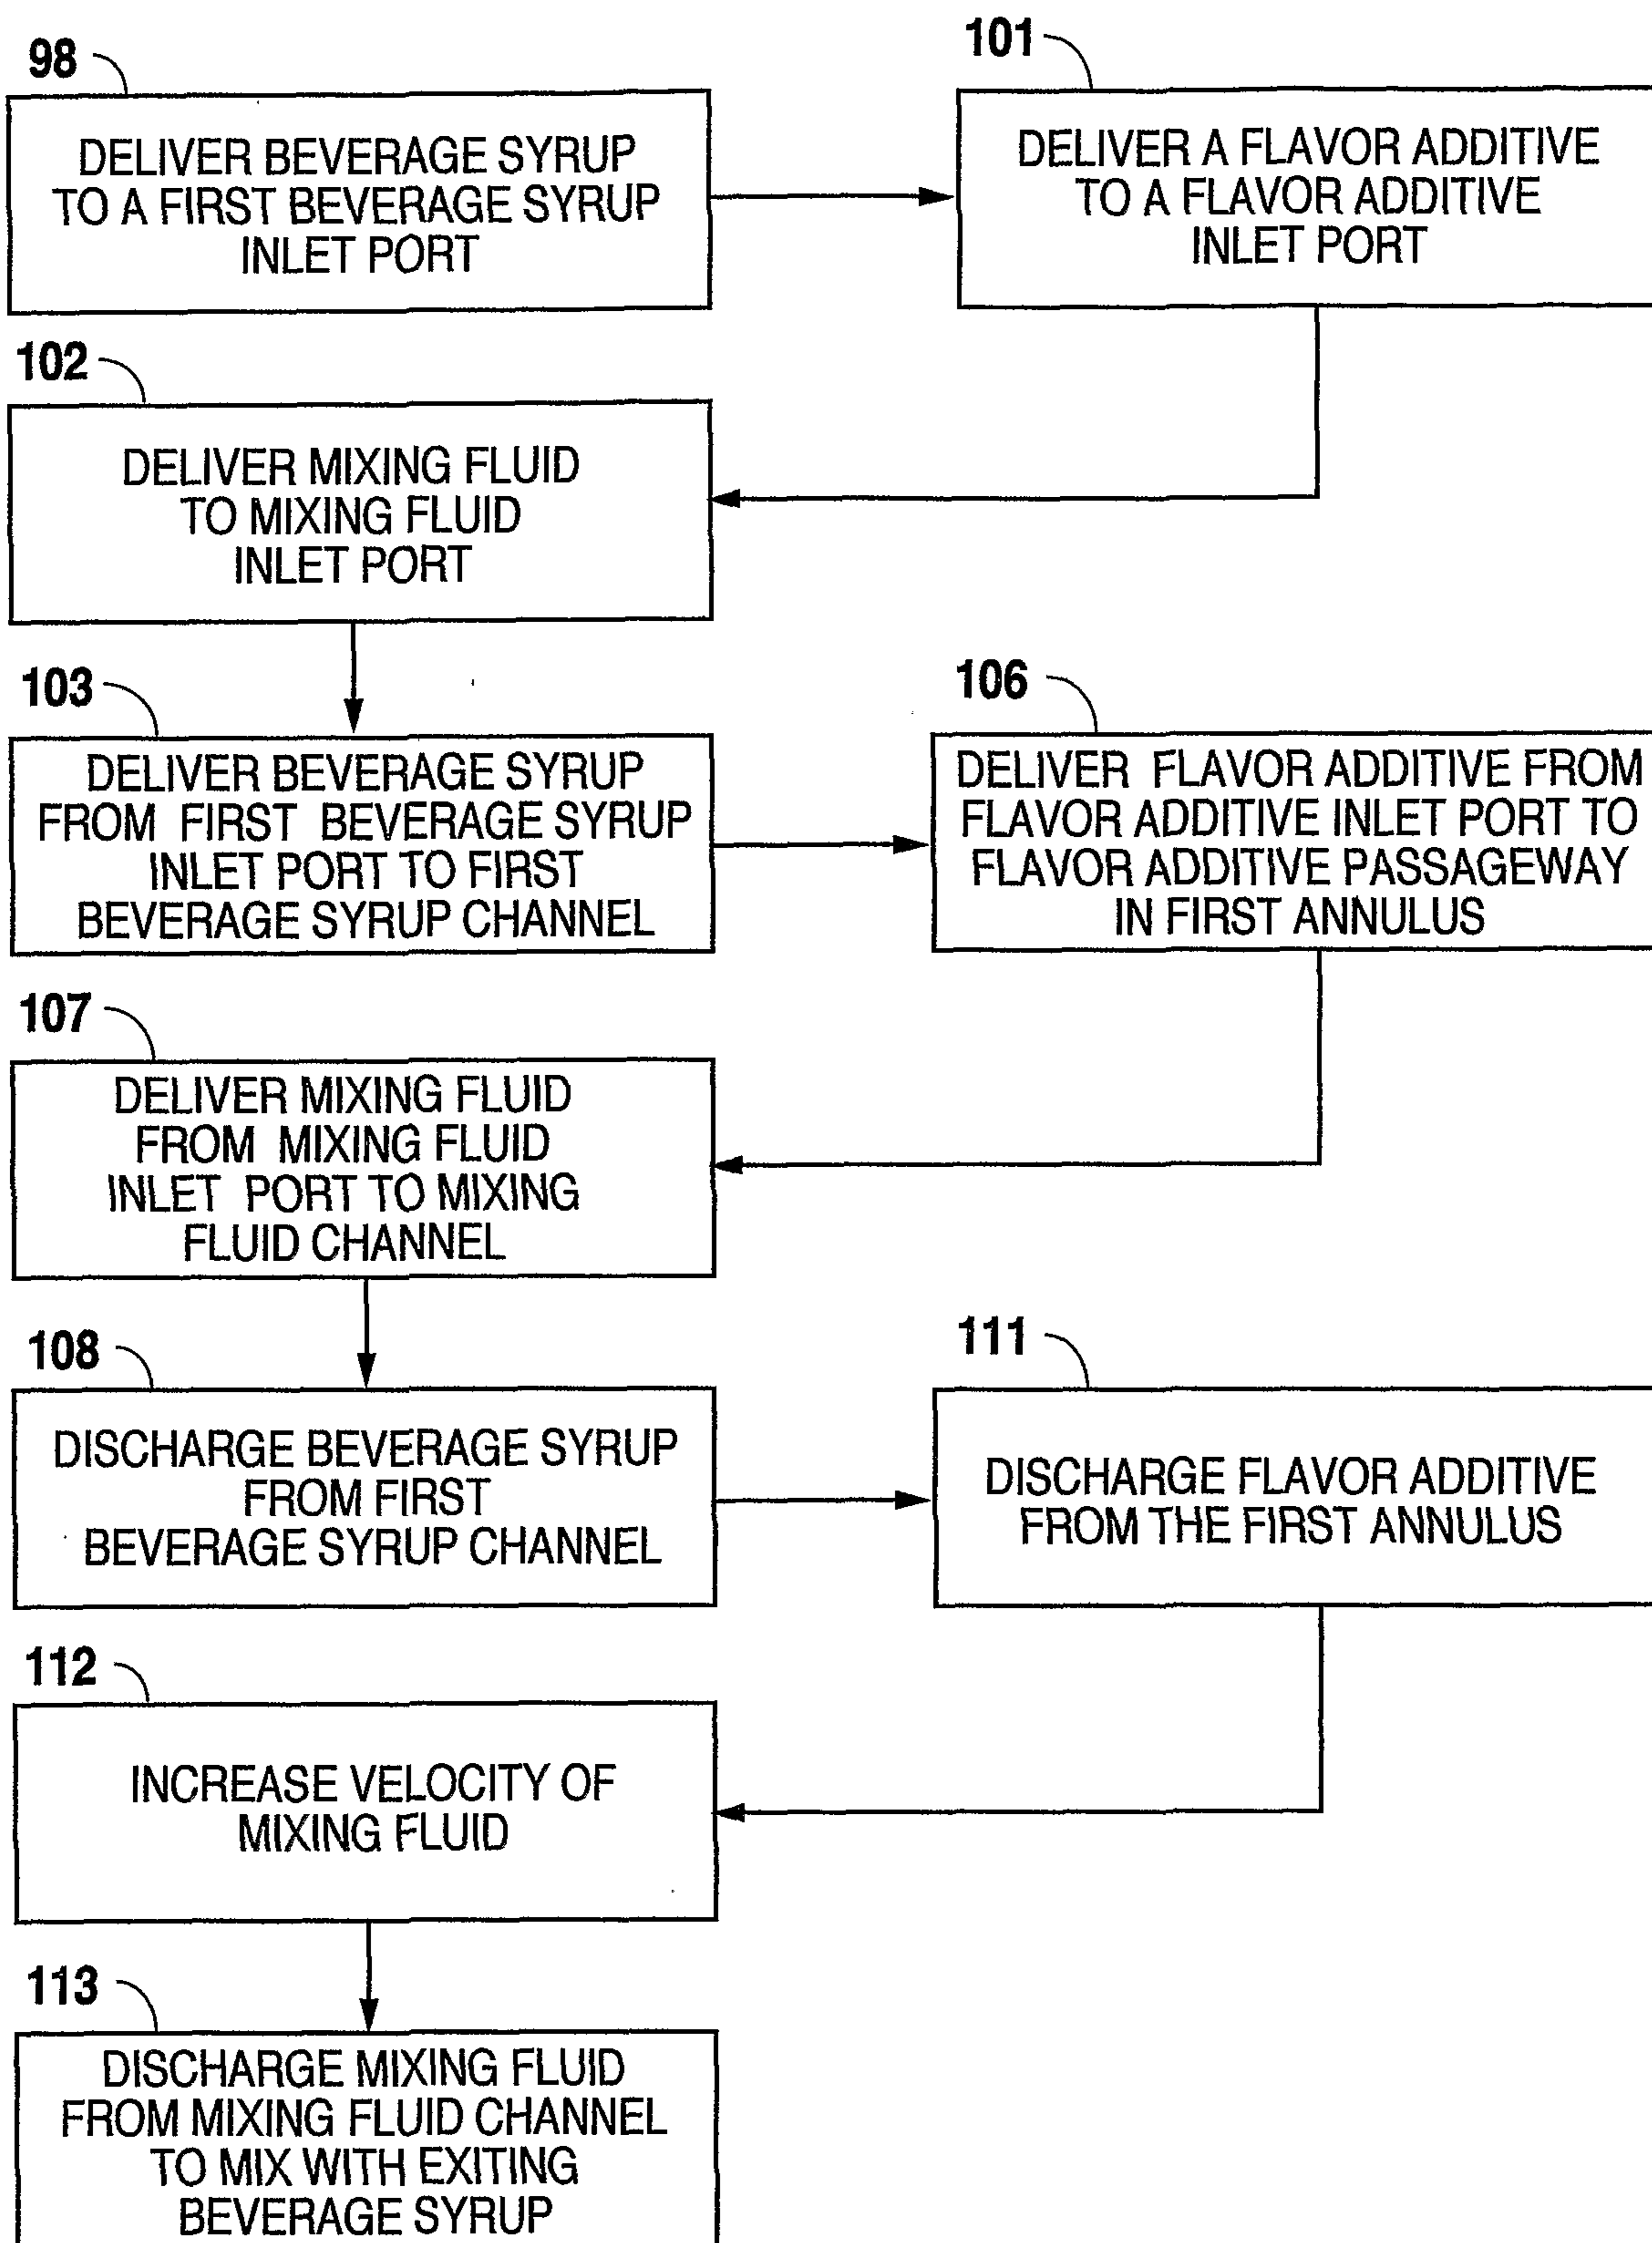 98
DELIVER BEVERAGE SYRUP
TO A FIRST BEVERAGE SYRUP
INLET PORT
101
DELIVER A FLAVOR ADDITIVE
TO A FLAVOR ADDITIVE
INLET PORT
102
DELIVER MIXING FLUID
TO MIXING FLUID
INLET PORT
103
DELIVER BEVERAGE SYRUP
FROM FIRST BEVERAGE SYRUP
INLET PORT TO FIRST
BEVERAGE SYRUP CHANNEL
106
DELIVER FLAVOR ADDITIVE FROM
FLAVOR ADDITIVE INLET PORT TO
FLAVOR ADDITIVE PASSAGEWAY
IN FIRST ANNULUS
107
DELIVER MIXING FLUID
FROM MIXING FLUID
INLET PORT TO MIXING
FLUID CHANNEL
108
DISCHARGE BEVERAGE SYRUP
FROM FIRST
BEVERAGE SYRUP CHANNEL
111
DISCHARGE FLAVOR ADDITIVE
FROM THE FIRST ANNULUS
112
INCREASE VELOCITY OF
MIXING FLUID
113
DISCHARGE MIXING FLUID
FROM MIXING FLUID CHANNEL
TO MIX WITH EXITING
BEVERAGE SYRUP